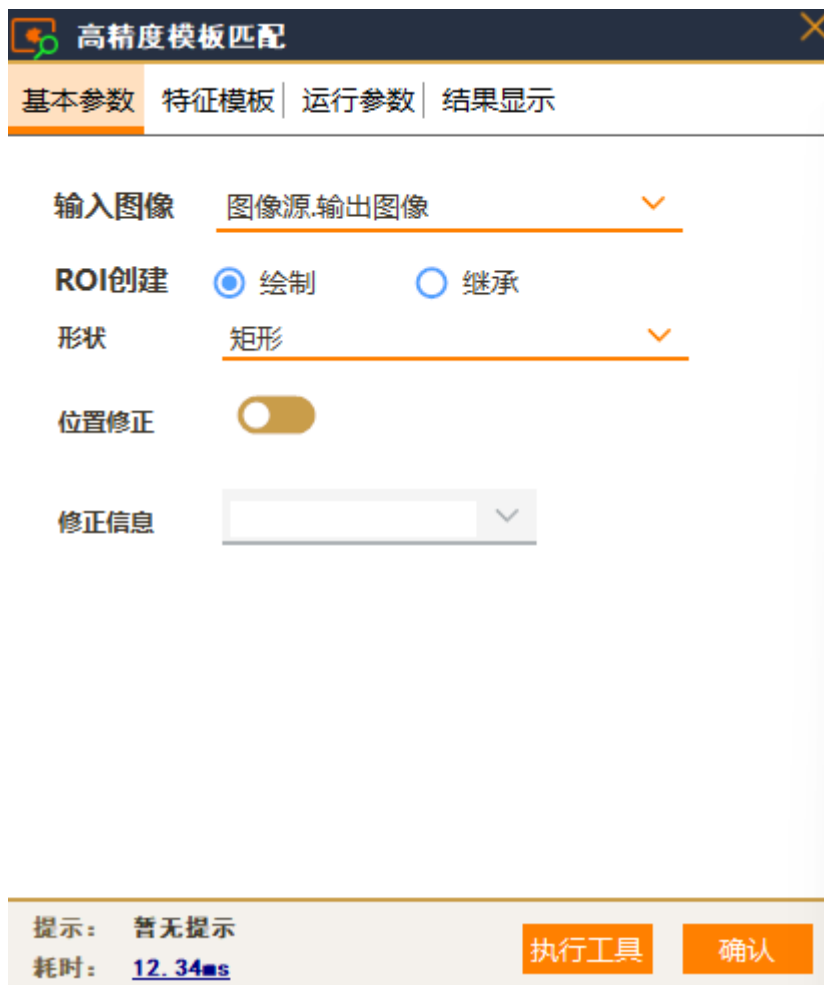 高精度模板匹配
基本参数 特征模板 运行参数 结果显示
输入图像 图像源.输出图像
ROI创建 绘制 继承
形状 矩形
位置修正
修正信息
提示： 暂无提示
执行工具 确认
耗时： 12.34ms